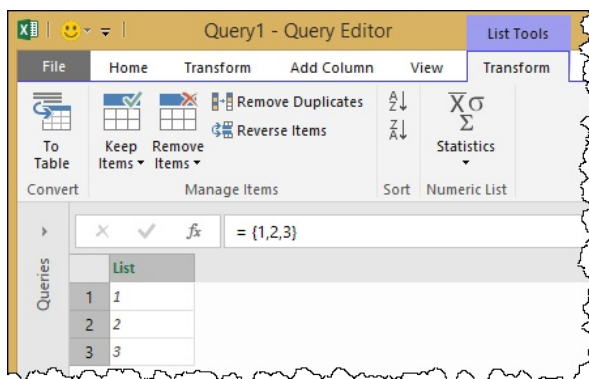 Query1 - Query Editor
List Tools
File Home Transform Add Column View Transform
To Table
Keep Items
Remove Items
Remove Duplicates
Reverse Items
A Z
Z A
X̅ σ Σ
Statistics
Convert Manage Items Sort Numeric List
fx = {1,2,3}
Queries
List
1 1
2 2
3 3